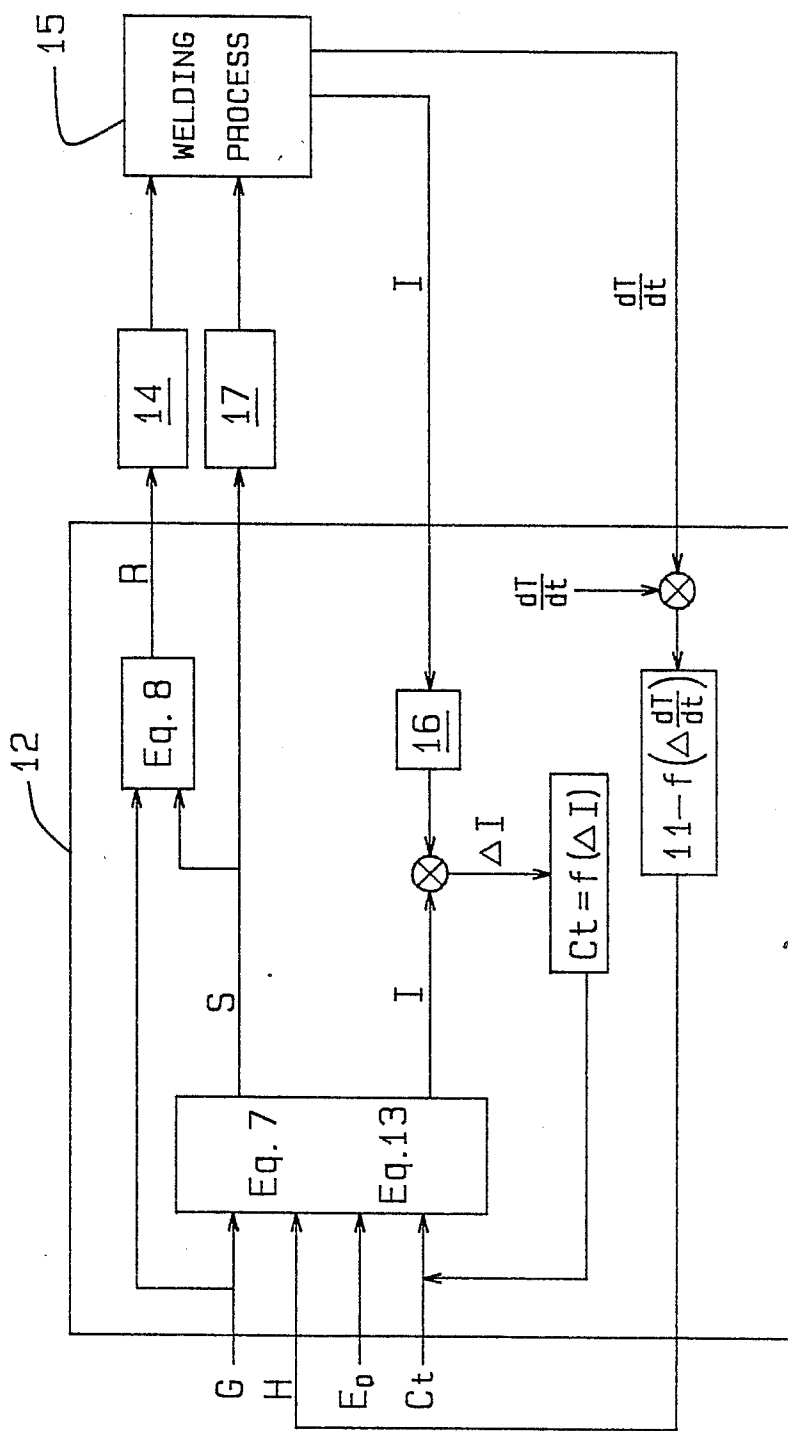 12
15
WELDING
PROCESS
14
17
R
Eq. 8
S
Eq. 7
Eq.13
G
H
E₀
Ct
I
I
16
ΔI
Ct=f(ΔI)
dT
dt
dT
dt
11—f(Δ dT/dt)